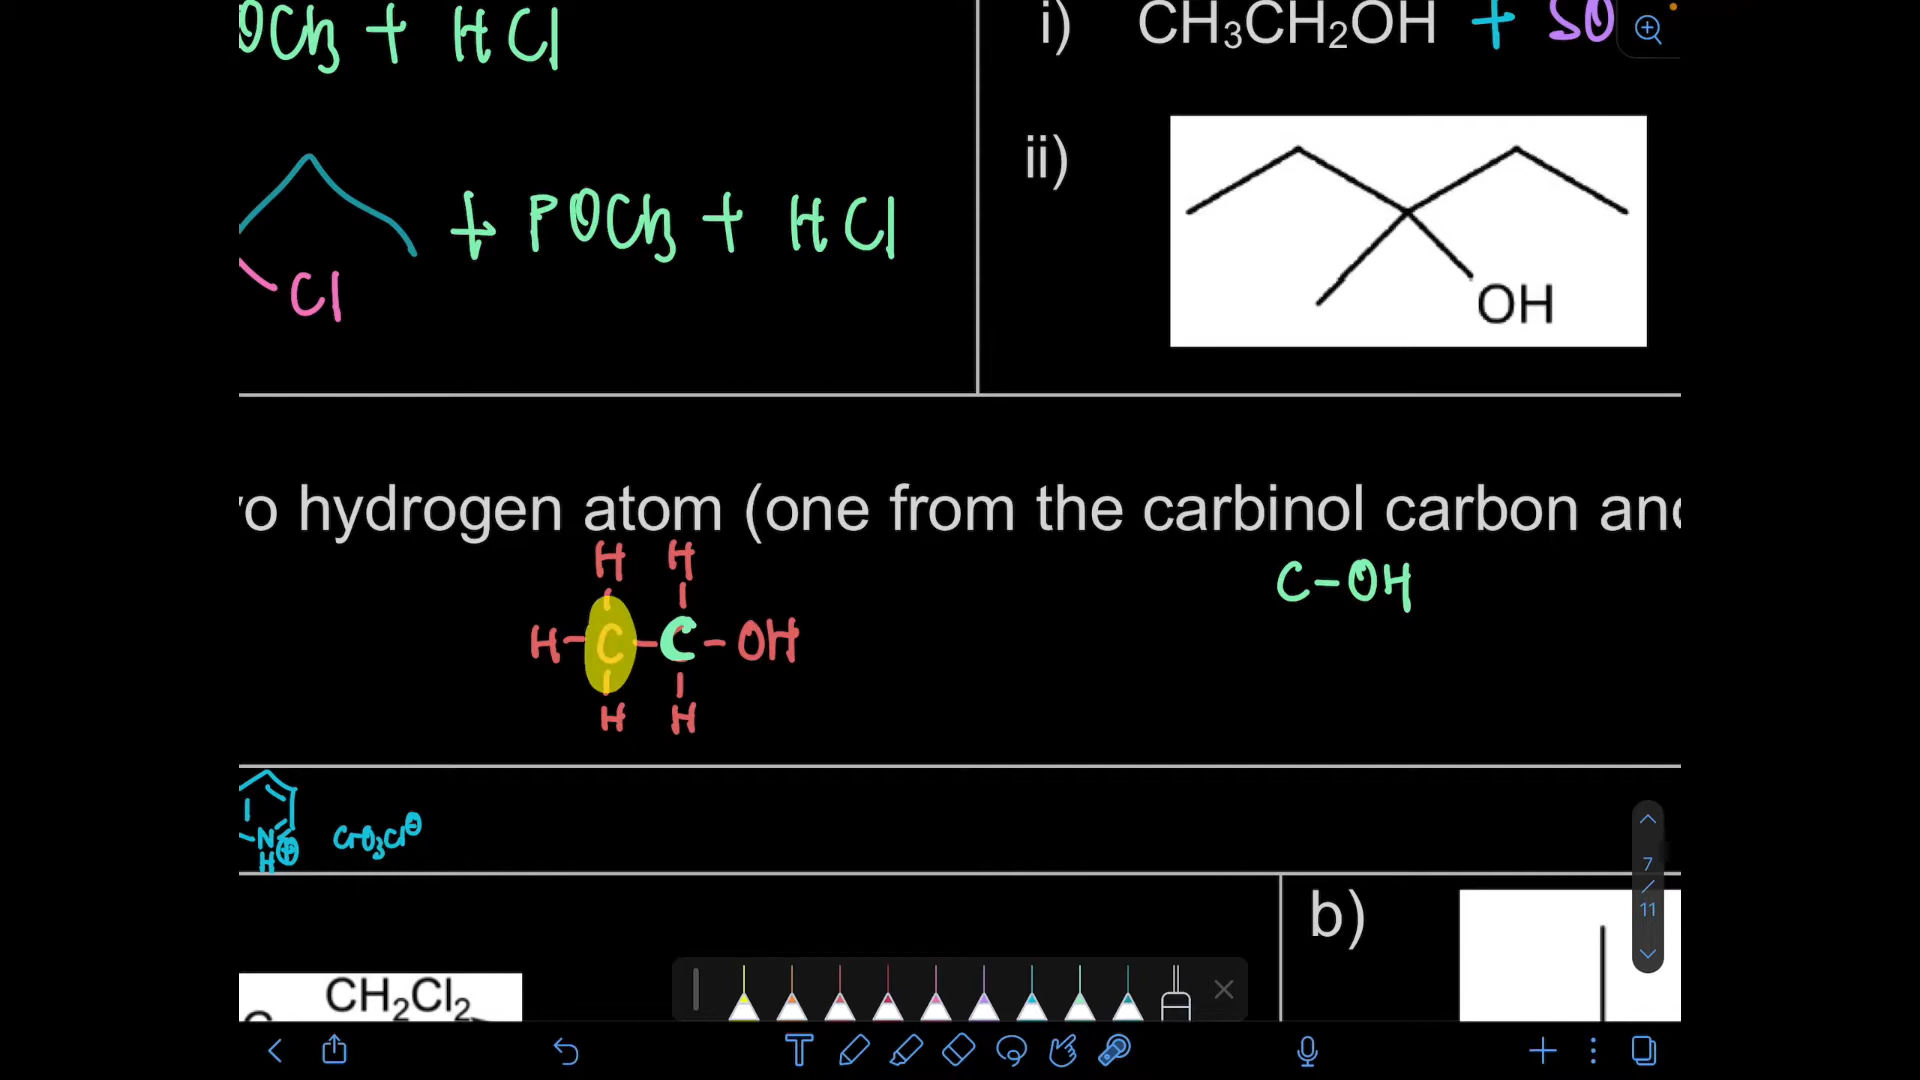 OCl₃ + HCl
i) CH₃CH₂OH + SO
+ POCl₃ + HCl
Cl
ii)
OH
o hydrogen atom (one from the carbinol carbon an
H H
C-OH
H-C-C-OH
H H
N
H
⊕
CrO₃Cl⊖
7
/
11
b)
CH₂Cl₂
T